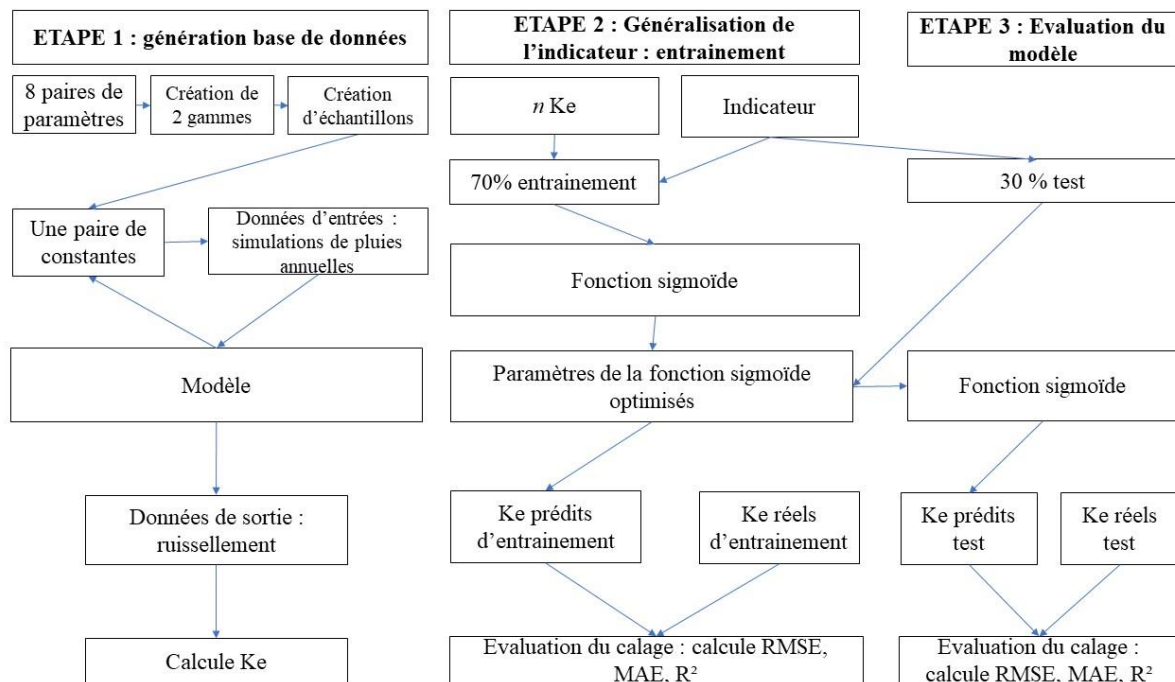 ETAPE 1 : génération base de données
8 paires de
paramètres
Création de
2 gammes
Création
d’échantillons
Une paire de
constantes
Données d’entrées :
simulations de pluies
annuelles
Modèle
Données de sortie :
ruissellement
Calcule Ke
ETAPE 2 : Généralisation de
l’indicateur : entrainement
n Ke
Indicateur
70% entrainement
Fonction sigmoïde
Paramètres de la fonction sigmoïde
optimisés
Ke prédits
d’entrainement
Ke réels
d’entrainement
Evaluation du calage : calcule RMSE,
MAE, R²
ETAPE 3 : Evaluation du
modèle
30 % test
Fonction sigmoïde
Ke prédits
test
Ke réels
test
Evaluation du calage :
calcule RMSE, MAE, R²